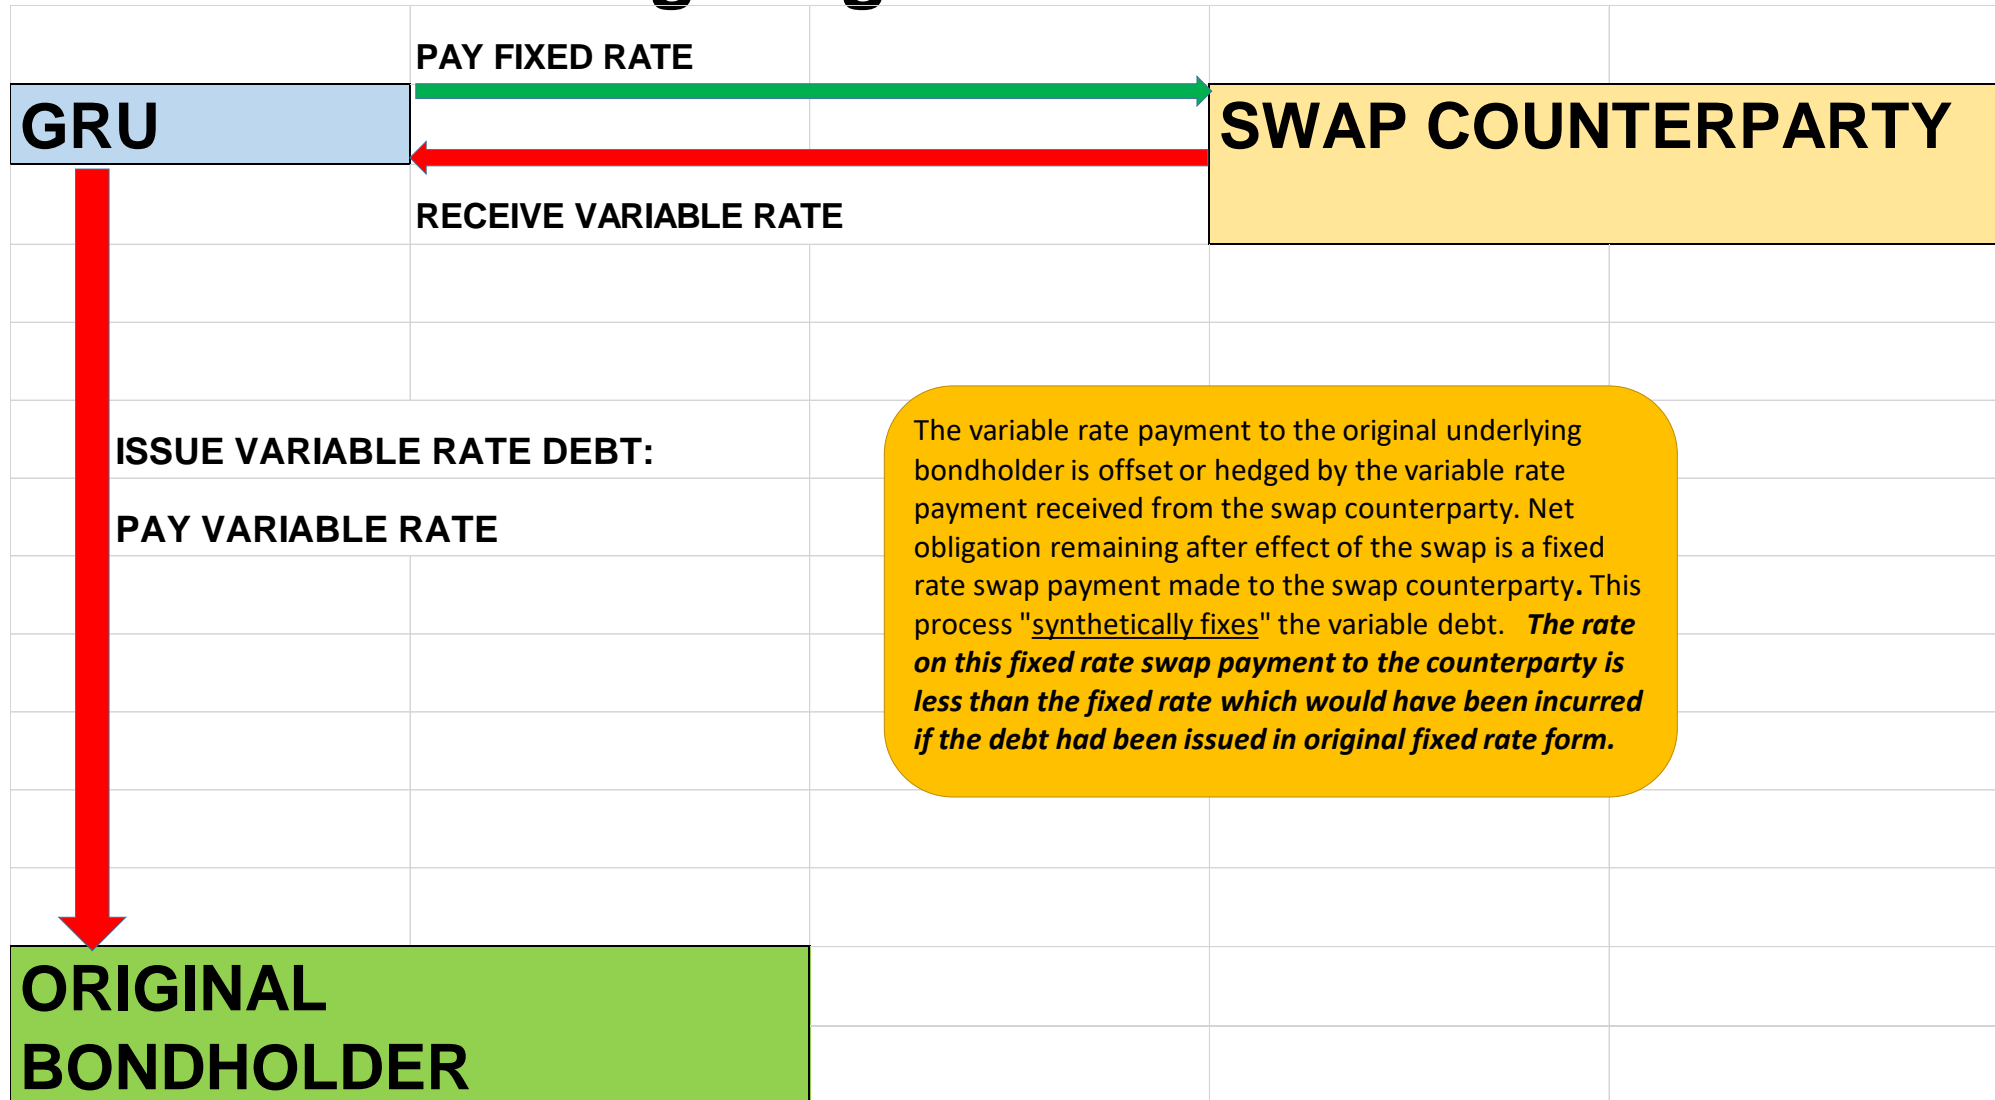 PAY FIXED RATE
GRU
SWAP COUNTERPARTY
RECEIVE VARIABLE RATE
ISSUE VARIABLE RATE DEBT:
PAY VARIABLE RATE
The variable rate payment to the original underlying
bondholder is offset or hedged by the variable rate
payment received from the swap counterparty. Net
obligation remaining after effect of the swap is a fixed
rate swap payment made to the swap counterparty. This
process "synthetically fixes" the variable debt. The rate
on this fixed rate swap payment to the counterparty is
less than the fixed rate which would have been incurred
if the debt had been issued in original fixed rate form.
ORIGINAL
BONDHOLDER